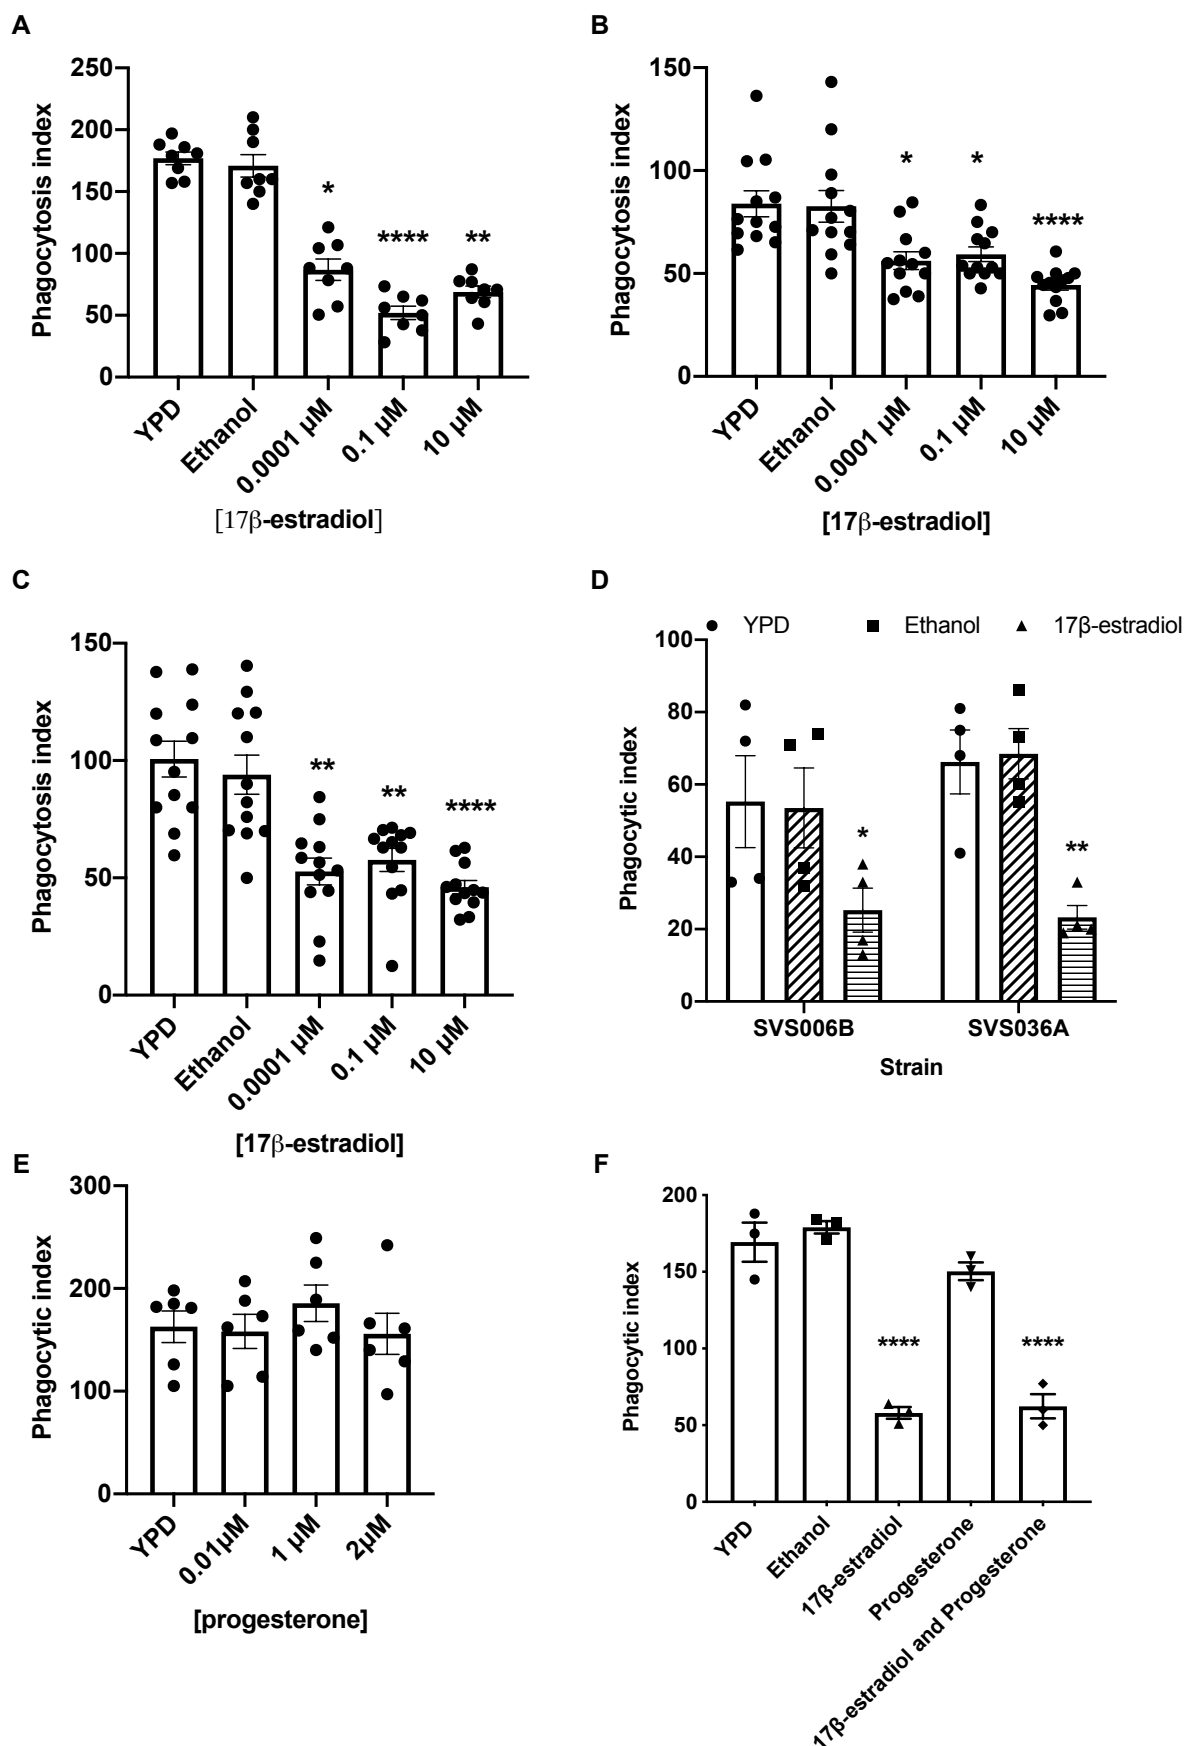 A
Phagocytosis index
250
200
150
100
50
0
*
****
**
YPD
Ethanol
0.0001 µM
0.1 µM
10 µM
[17β-estradiol]
B
Phagocytosis index
150
100
50
0
*
*
****
YPD
Ethanol
0.0001 µM
0.1 µM
10 µM
[17β-estradiol]
C
Phagocytosis index
150
100
50
0
**
**
****
YPD
Ethanol
0.0001 µM
0.1 µM
10 µM
[17β-estradiol]
D
YPD
Ethanol
17β-estradiol
Phagocytic index
100
80
60
40
20
0
*
**
SVS006B
SVS036A
Strain
E
Phagocytic index
300
200
100
0
YPD
0.01µM
1 µM
2µM
[progesterone]
F
Phagocytic index
200
150
100
50
0
****
****
YPD
Ethanol
17β-estradiol
Progesterone
17β-estradiol and Progesterone